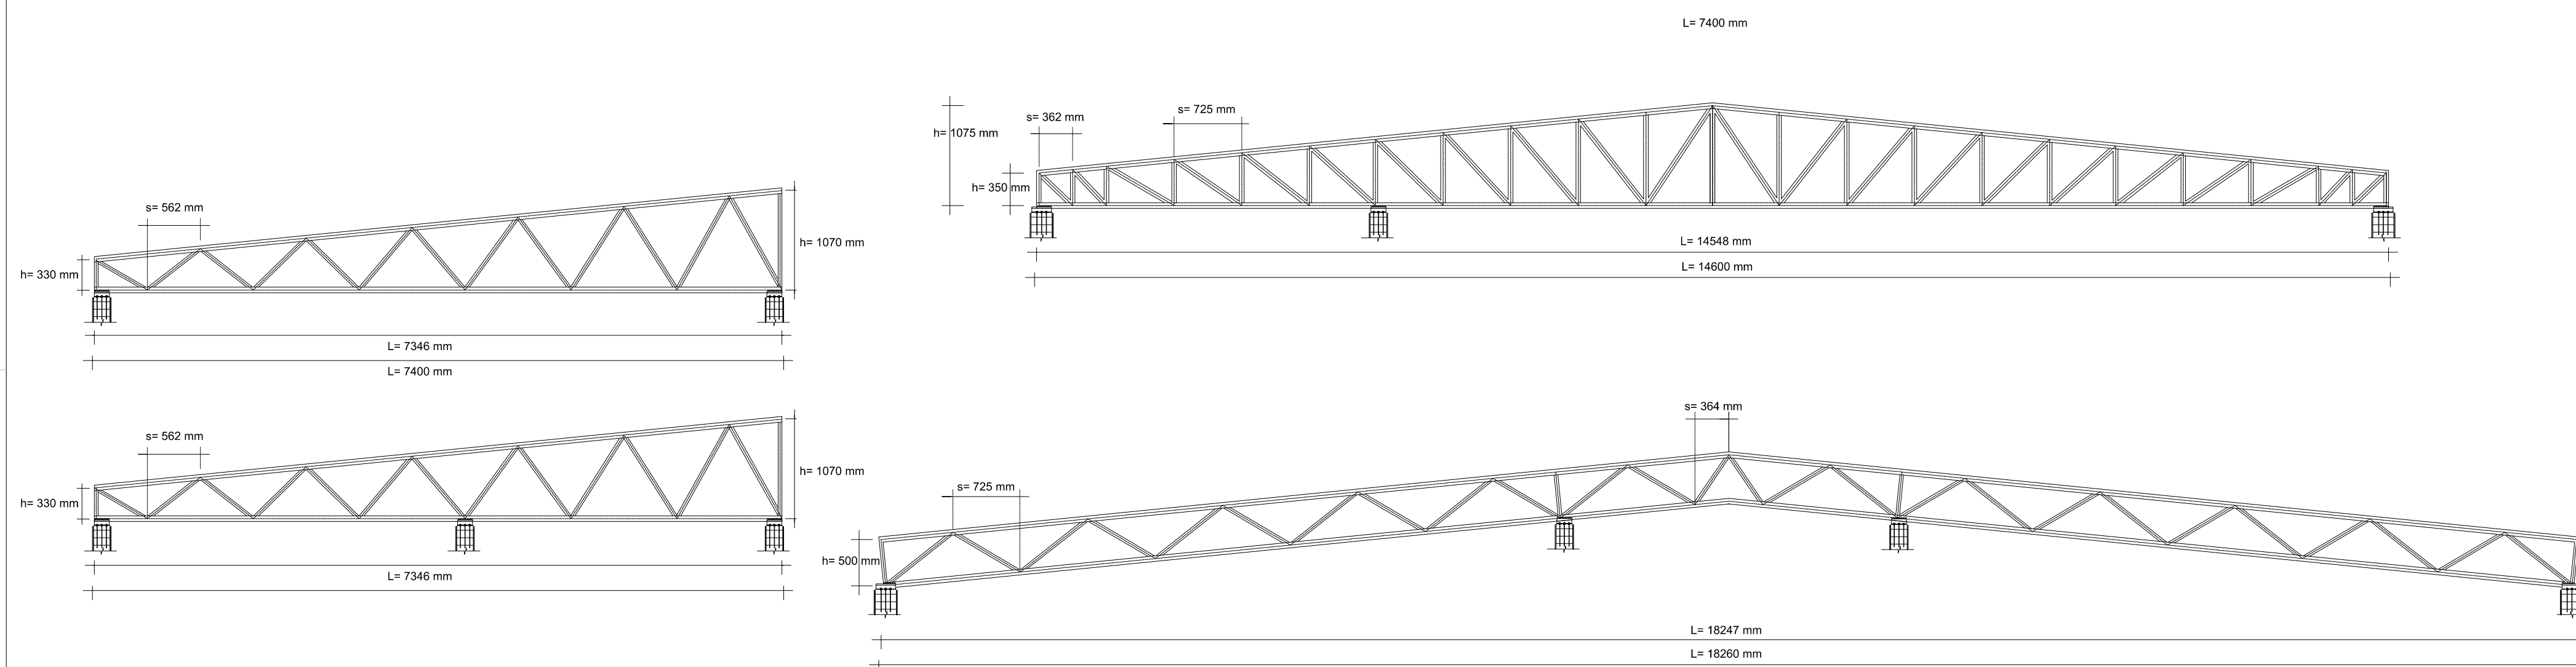 L= 7400 mm
s= 725 mm
s= 362 mm
h= 1075 mm
h= 350 mm
s= 562 mm
h= 1070 mm
L= 14548 mm
L= 14600 mm
h= 330 mm
L= 7346 mm
L= 7400 mm
s= 364 mm
s= 562 mm
h= 1070 mm
s= 725 mm
h= 330 mm
h= 500 mm
L= 7346 mm
L= 18247 mm
L= 18260 mm